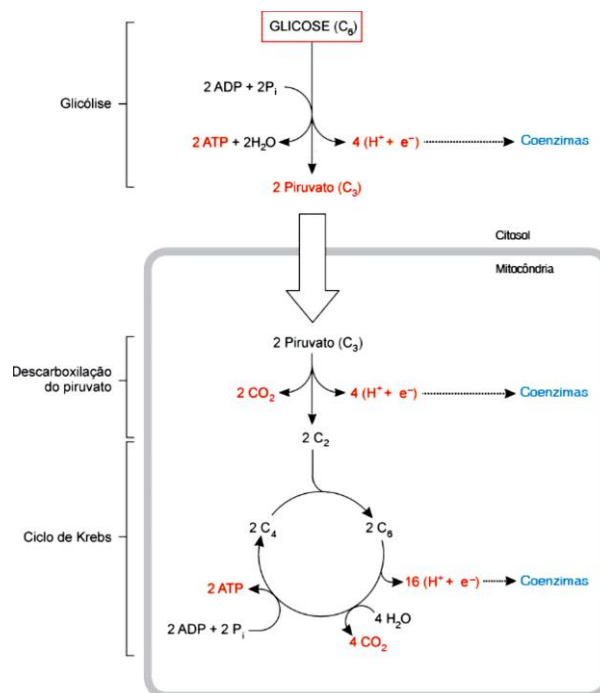 GLICOSE (C₆)
Glicólise
2 ADP + 2Pᵢ
2 ATP + 2H₂O
4 (H⁺ + e⁻)
Coenzimas
2 Piruvato (C₃)
Citosol
Mitocôndria
2 Piruvato (C₃)
Descarboxilação
do piruvato
2 CO₂
4 (H⁺ + e⁻)
Coenzimas
2 C₂
Ciclo de Krebs
2 C₄
2 C₆
2 ATP
16 (H⁺ + e⁻)
Coenzimas
2 ADP + 2 Pᵢ
4 H₂O
4 CO₂